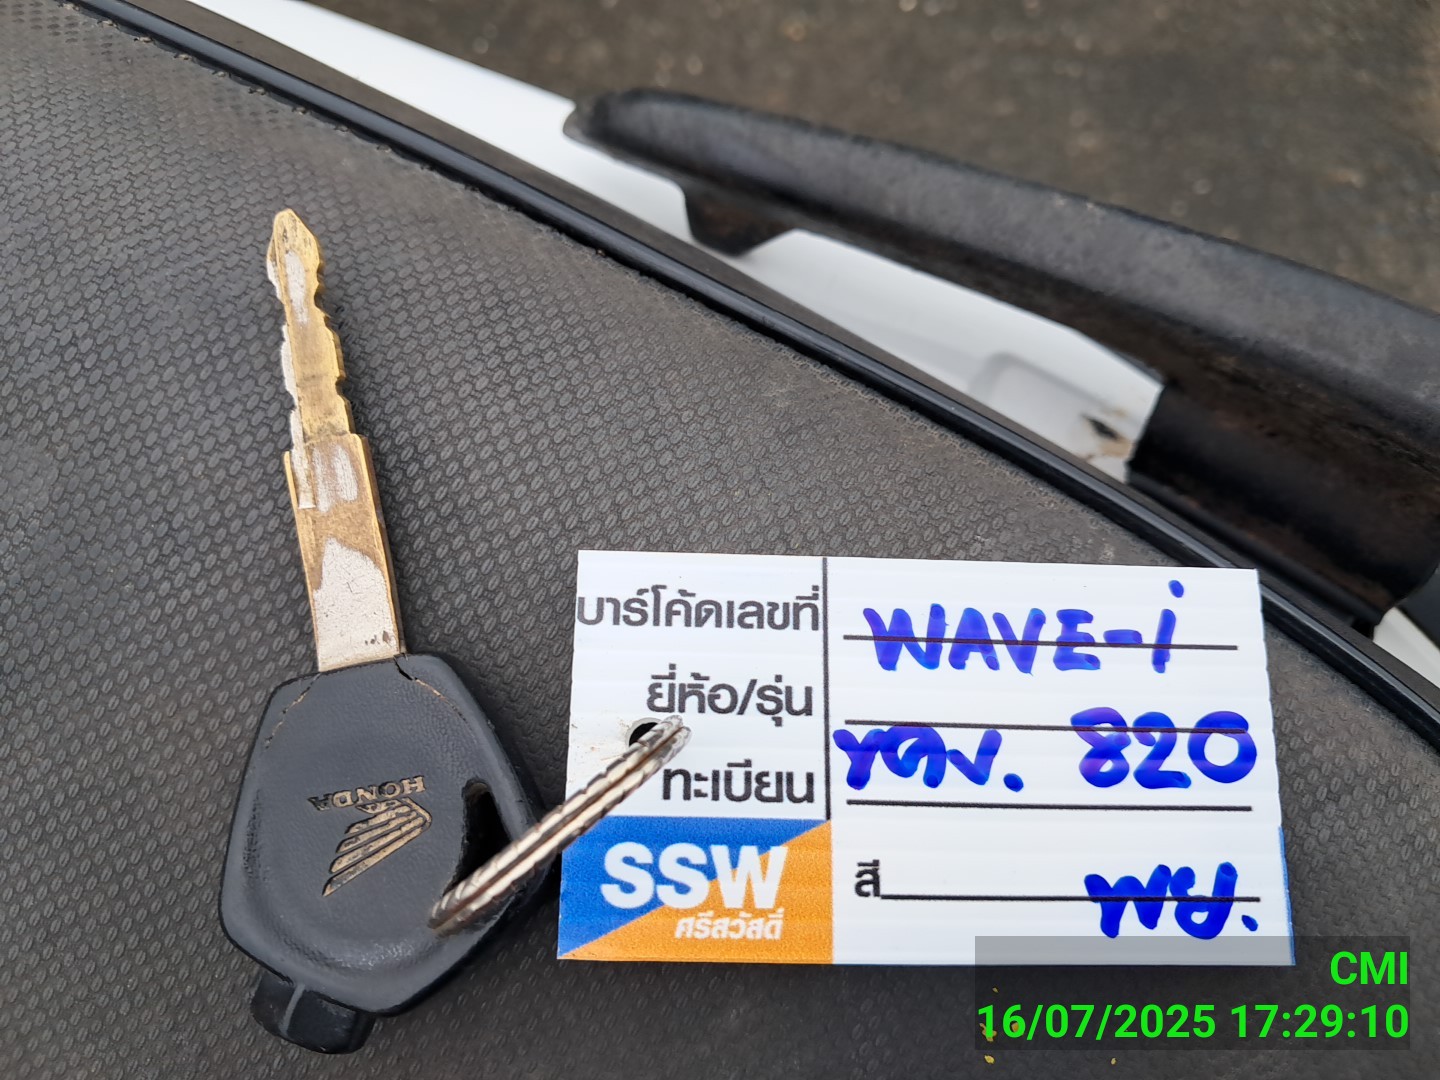 บาร์โค้ดเลขที่ WAVE-i
ยี่ห้อ/รุ่น
ทะเบียน 820
SSW
ศรีสวัสดิ์
สี พย.
HONDA
CMI
16/07/2025 17:29:10